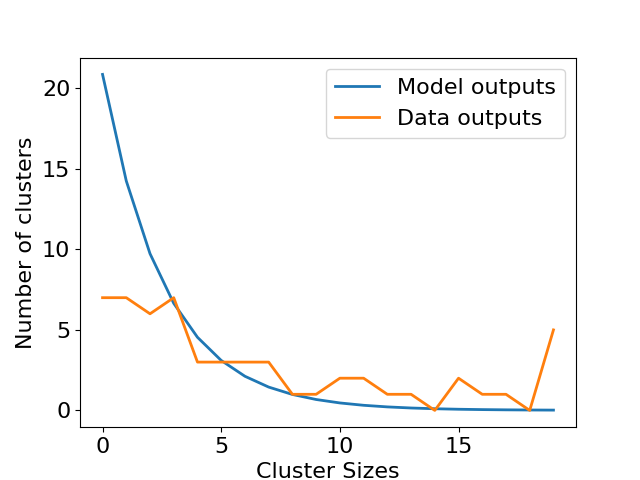 Model outputs
Data outputs
Number of clusters
20
15
10
5
0
0 5 10 15
Cluster Sizes